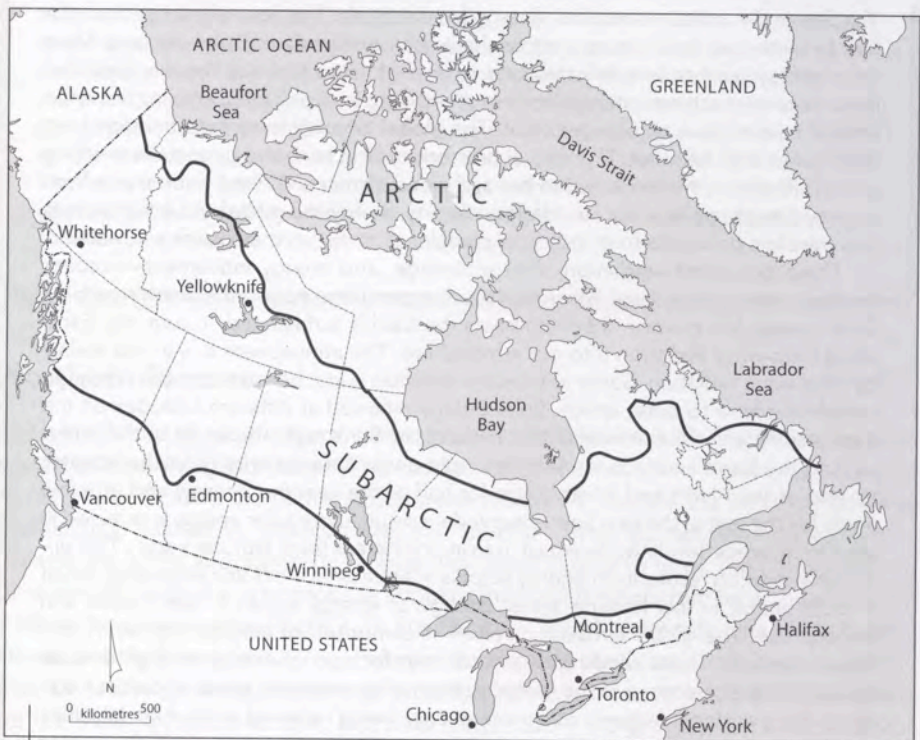 ARCTIC OCEAN
ALASKA
Beaufort
Sea
GREENLAND
Davis Strait
ARCTIC
Whitehorse
Yellowknife
Labrador
Sea
Hudson
Bay
SUBARCTIC
Vancouver
Edmonton
Winnipeg
UNITED STATES
Montreal
Halifax
Toronto
N
0 kilometres 500
Chicago
New York